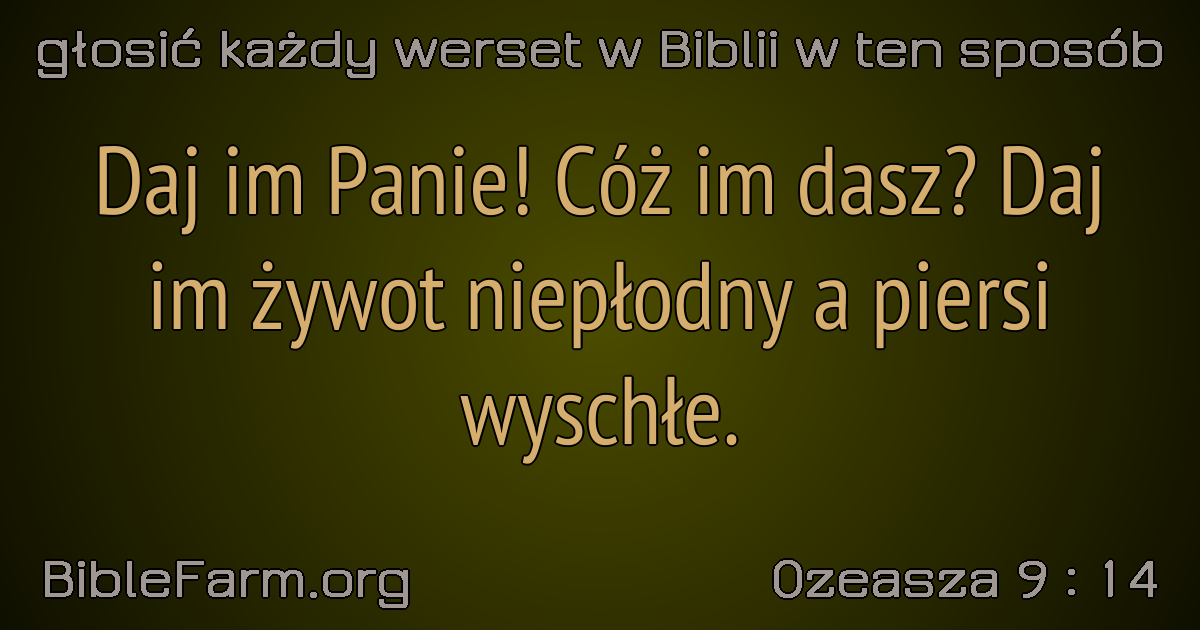 głosić każdy werset w Biblii w ten sposób
Daj im Panie! Cóż im dasz? Daj
im żywot niepłodny a piersi
wyschłe.
BibleFarm.org
Ozeasza 9 : 14